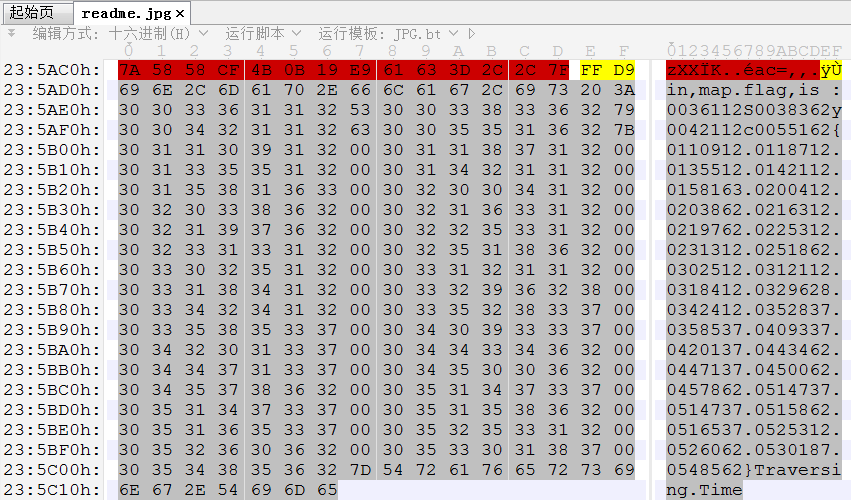 起始页 readme.jpg ×
编辑方式: 十六进制(H) 运行脚本 运行模板: JPG.bt
0 1 2 3 4 5 6 7 8 9 A B C D E F 0123456789ABCDEF
23:5AC0h: 7A 58 58 CF 4B 0B 19 E9 61 63 3D 2C 2C 7F FF D9 zXXÏK..éac=,,.ÿÙ
23:5AD0h: 69 6E 2C 6D 61 70 2E 66 6C 61 67 2C 69 73 20 3A in,map.flag,is :
23:5AE0h: 30 30 33 36 31 31 32 53 30 30 33 38 33 36 32 79 0036112S0038362y
23:5AF0h: 30 30 34 32 31 31 32 63 30 30 35 35 31 36 32 7B 0042112c0055162{
23:5B00h: 30 31 31 30 39 31 32 00 30 31 31 38 37 31 32 00 0110912.0118712.
23:5B10h: 30 31 33 35 35 31 32 00 30 31 34 32 31 31 32 00 0135512.0142112.
23:5B20h: 30 31 35 38 31 36 33 00 30 32 30 30 34 31 32 00 0158163.0200412.
23:5B30h: 30 32 30 33 38 36 32 00 30 32 31 36 33 31 32 00 0203862.0216312.
23:5B40h: 30 32 31 39 37 36 32 00 30 32 32 35 33 31 32 00 0219762.0225312.
23:5B50h: 30 32 33 31 33 31 32 00 30 32 35 31 38 36 32 00 0231312.0251862.
23:5B60h: 30 33 30 32 35 31 32 00 30 33 31 32 31 31 32 00 0302512.0312112.
23:5B70h: 30 33 31 38 34 31 32 00 30 33 32 39 36 32 38 00 0318412.0329628.
23:5B80h: 30 33 34 32 34 31 32 00 30 33 35 32 38 33 37 00 0342412.0352837.
23:5B90h: 30 33 35 38 35 33 37 00 30 34 30 39 33 33 37 00 0358537.0409337.
23:5BA0h: 30 34 32 30 31 33 37 00 30 34 34 33 34 36 32 00 0420137.0443462.
23:5BB0h: 30 34 34 37 31 33 37 00 30 34 35 30 30 36 32 00 0447137.0450062.
23:5BC0h: 30 34 35 37 38 36 32 00 30 35 31 34 37 33 37 00 0457862.0514737.
23:5BD0h: 30 35 31 34 37 33 37 00 30 35 31 35 38 36 32 00 0514737.0515862.
23:5BE0h: 30 35 31 36 35 33 37 00 30 35 32 35 33 31 32 00 0516537.0525312.
23:5BF0h: 30 35 32 36 30 36 32 00 30 35 33 30 31 38 37 00 0526062.0530187.
23:5C00h: 30 35 34 38 35 36 32 7D 54 72 61 76 65 72 73 69 0548562}Traversi
23:5C10h: 6E 67 2E 54 69 6D 65 ng.Time